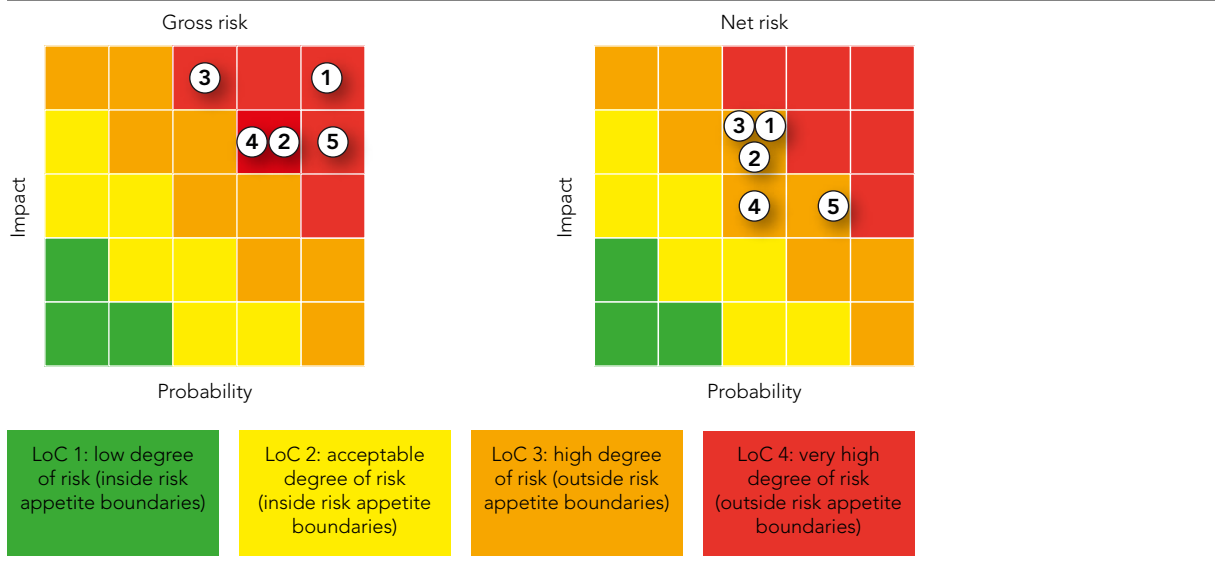 Gross risk
Net risk
3
1
4 2 5
3 1
2
4 5
Impact
Impact
Probability
Probability
LoC 1: low degree
of risk (inside risk
appetite boundaries)
LoC 2: acceptable
degree of risk
(inside risk appetite
boundaries)
LoC 3: high degree
of risk (outside risk
appetite boundaries)
LoC 4: very high
degree of risk
(outside risk appetite
boundaries)